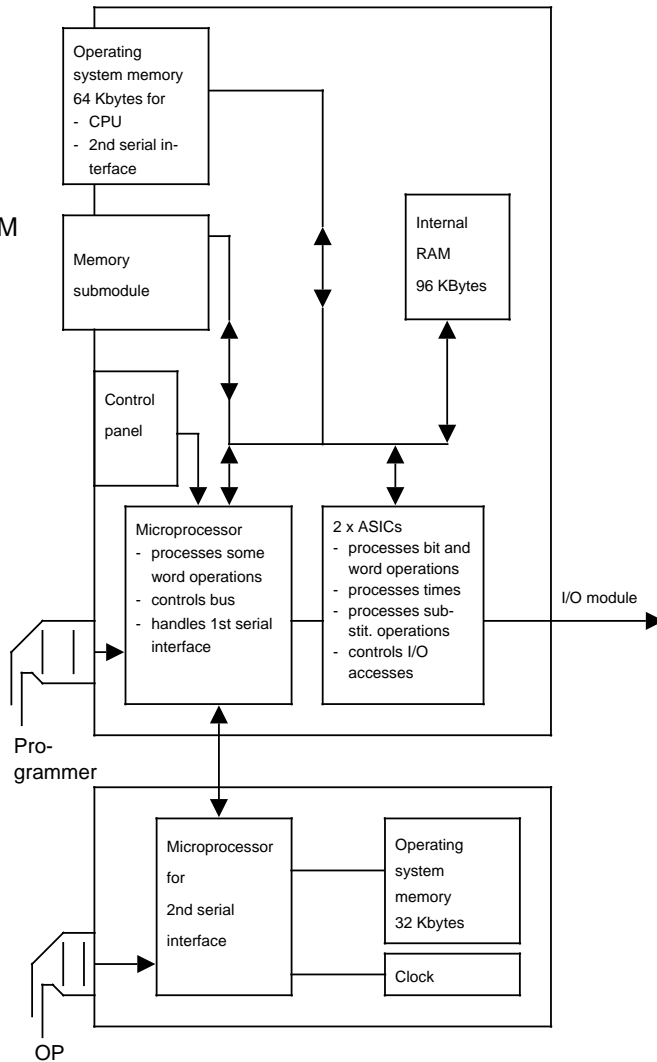 Operating
system memory
64 Kbytes for
- CPU
- 2nd serial in-
terface
M
Memory
submodule
Internal
RAM
96 KBytes
Control
panel
Microprocessor
- processes some
word operations
- controls bus
- handles 1st serial
interface
2 x ASICs
- processes bit and
word operations
- processes times
- processes sub-
stit. operations
- controls I/O
accesses
I/O module
Pro-
grammer
Microprocessor
for
2nd serial
interface
Operating
system
memory
32 Kbytes
Clock
OP